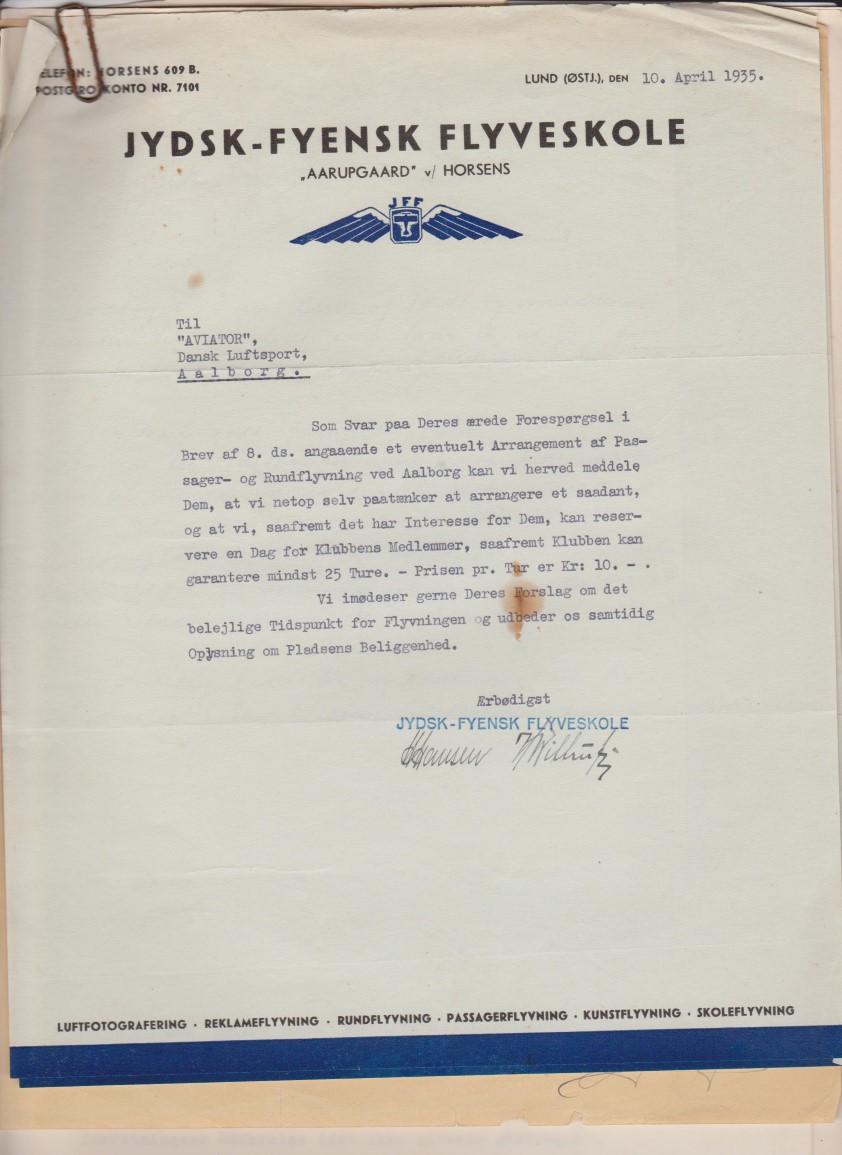 TELEFON: HORSENS 609 B.
POSTGIROKONTO NR. 7101
LUND (ØSTJ.), DEN 10. April 1935.
JYDSK-FYENSK FLYVESKOLE
„AARUPGAARD" v/ HORSENS
JFF
Til
"AVIATOR",
Dansk Luftsport,
Aalborg.
Som Svar paa Deres ærede Forespørgsel i
Brev af 8. ds. angaaende et eventuelt Arrangement af Pas-
sager- og Rundflyvning ved Aalborg kan vi herved meddele
Dem, at vi netop selv paatænker at arrangere et saadant,
og at vi, saafremt det har Interesse for Dem, kan reser-
vere en Dag for Klubbens Medlemmer, saafremt Klubben kan
garantere mindst 25 Ture. - Prisen pr. Tur er Kr: 10. - .
Vi imødeser gerne Deres Forslag om det
belejlige Tidspunkt for Flyvningen og udbeder os samtidig
Oplysning om Pladsens Beliggenhed.
Ærbødigst
JYDSK-FYENSK FLYVESKOLE
Hansen
LUFTFOTOGRAFERING · REKLAMEFLYVNING · RUNDFLYVNING · PASSAGERFLYVNING · KUNSTFLYVNING · SKOLEFLYVNING